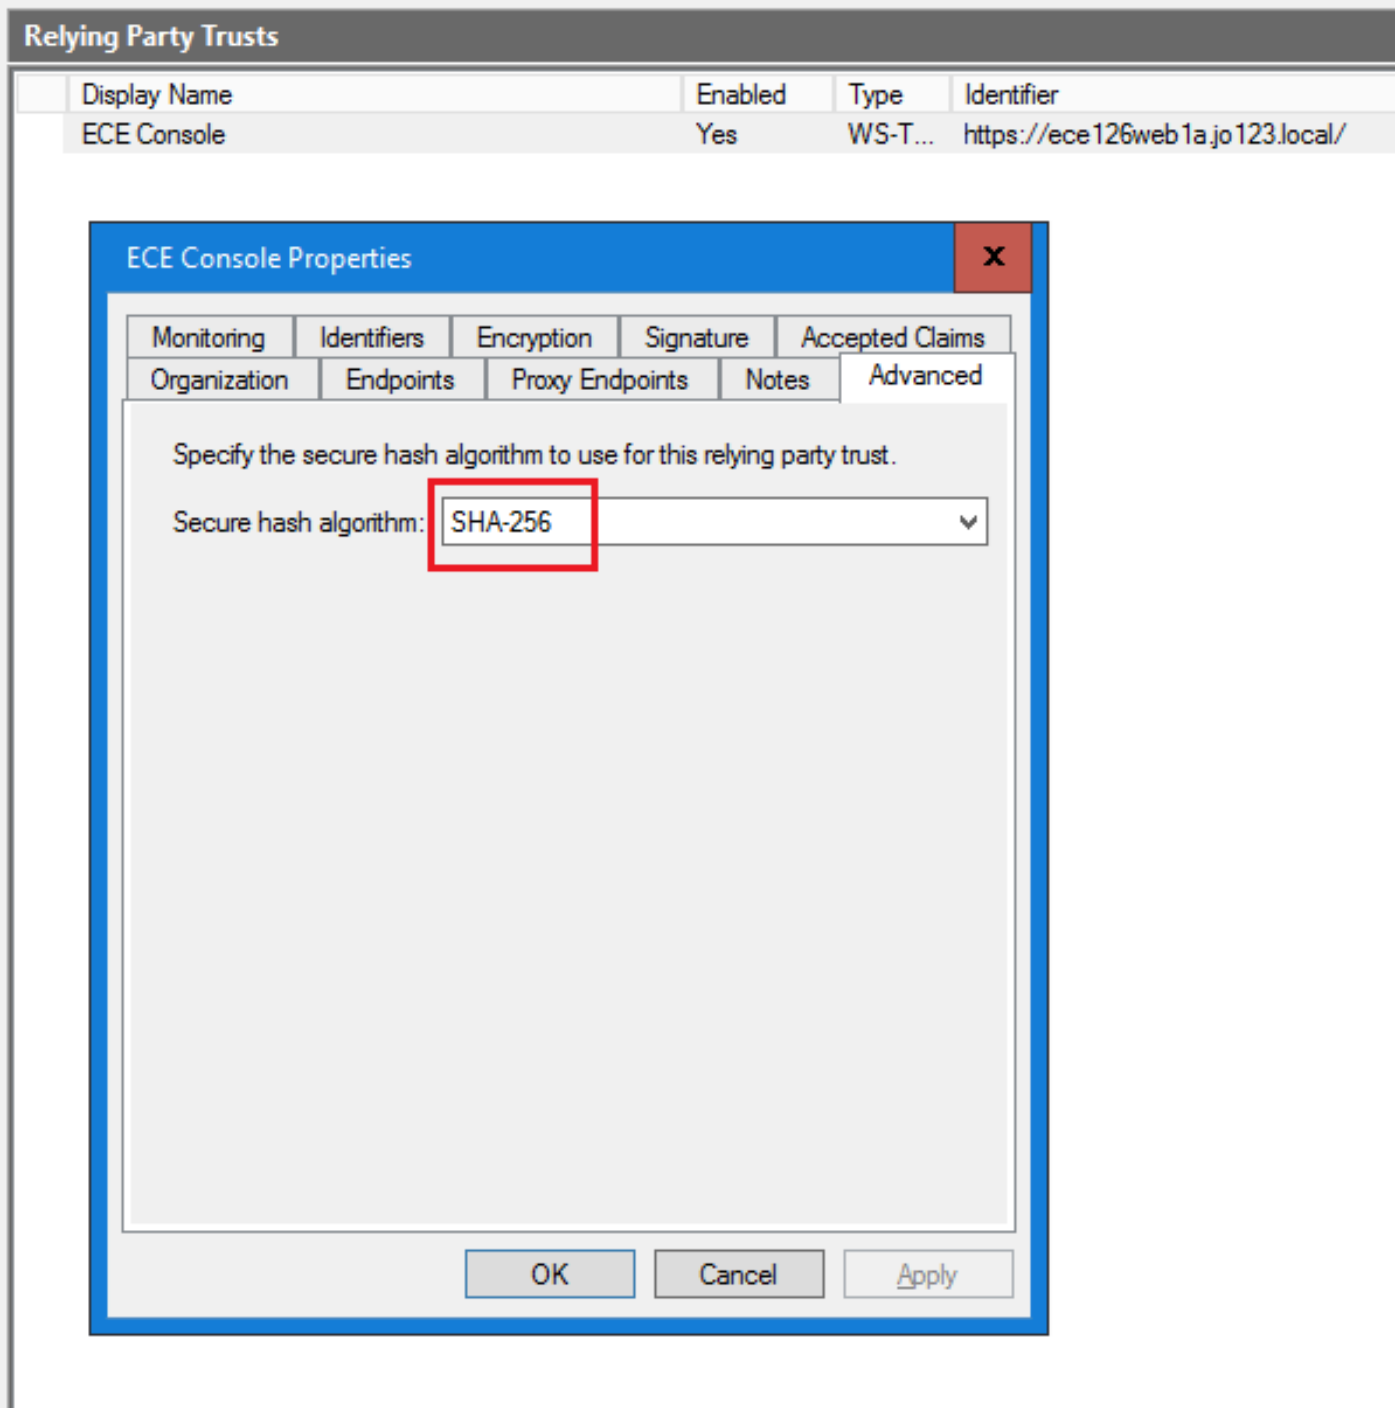 Relying Party Trusts
Display Name Enabled Type Identifier
ECE Console Yes WS-T... https://ece126web1a.jo123.local/
ECE Console Properties x
Monitoring Identifiers Encryption Signature Accepted Claims
Organization Endpoints Proxy Endpoints Notes Advanced
Specify the secure hash algorithm to use for this relying party trust.
Secure hash algorithm: SHA-256
OK Cancel Apply